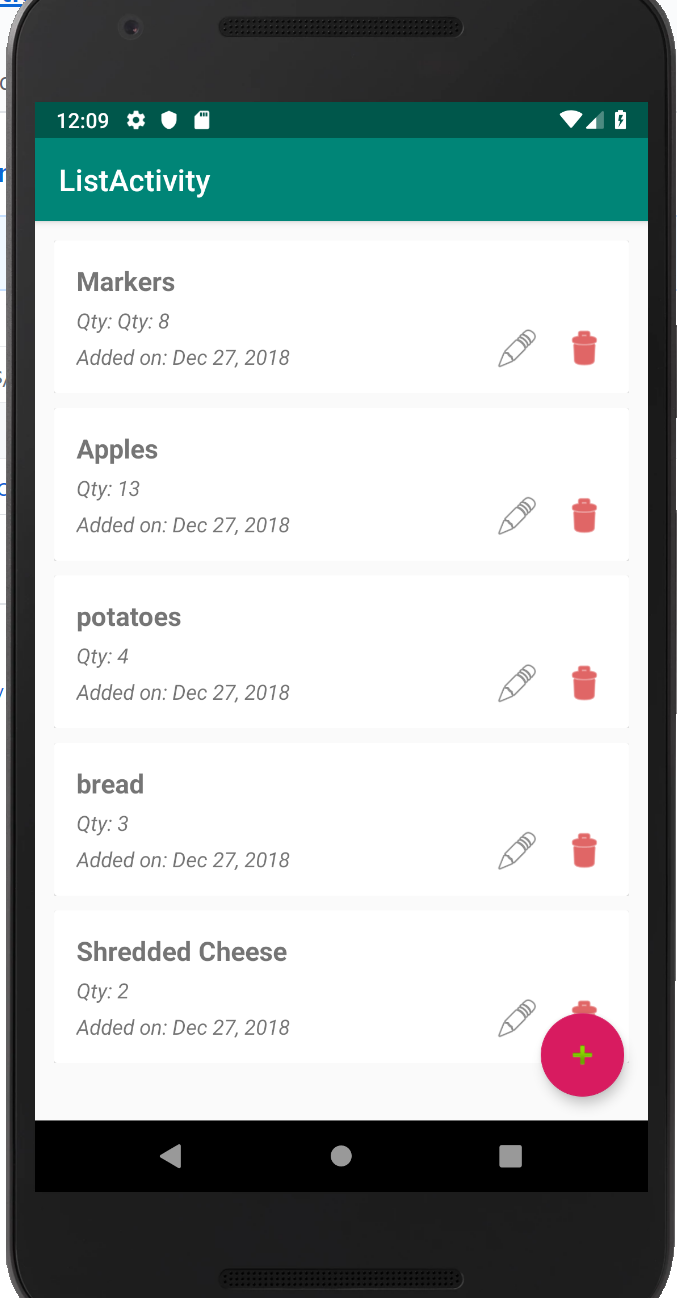 12:09
ListActivity
Markers
Qty: Qty: 8
Added on: Dec 27, 2018
Apples
Qty: 13
Added on: Dec 27, 2018
potatoes
Qty: 4
Added on: Dec 27, 2018
bread
Qty: 3
Added on: Dec 27, 2018
Shredded Cheese
Qty: 2
Added on: Dec 27, 2018
+